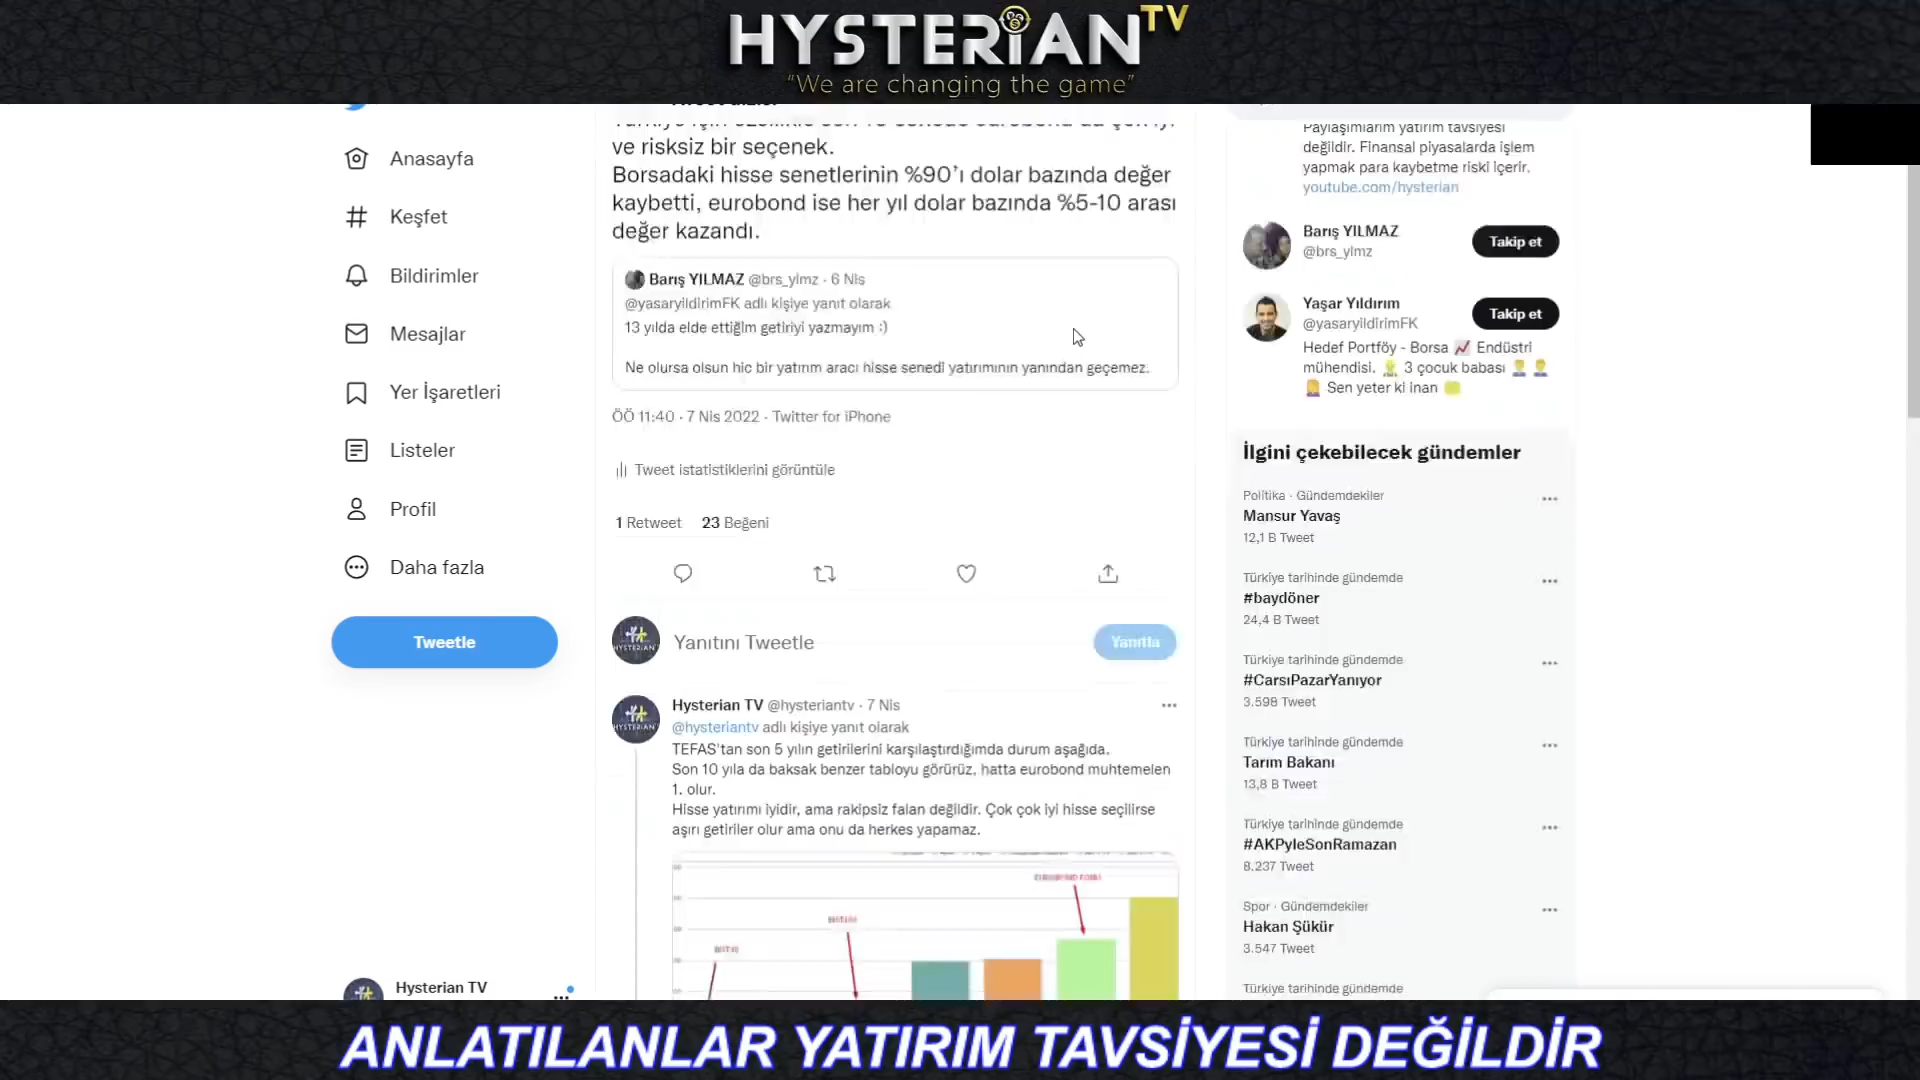 HYSTERIAN TV
“We are changing the game”
ve risksiz bir seçenek.
Borsadaki hisse senetlerinin %90’ı dolar bazında değer
kaybetti, eurobond ise her yıl dolar bazında %5-10 arası
değer kazandı.
Barış YILMAZ @brs_ylmz · 6 Nis
@yasaryildirimFK adlı kişiye yanıt olarak
13 yılda elde ettiğim getiriyi yazmayım :)
Ne olursa olsun hiç bir yatırım aracı hisse senedi yatırımının yanından geçemez.
ÖÖ 11:40 · 7 Nis 2022 · Twitter for iPhone
Tweet istatistiklerini görüntüle
1 Retweet 23 Beğeni
Yanıtını Tweetle
Yanıtla
Hysterian TV @hysteriantv · 7 Nis
@hysteriantv adlı kişiye yanıt olarak
TEFAS'tan son 5 yılın getirilerini karşılaştırdığımda durum aşağıda.
Son 10 yıla da baksak benzer tabloyu görürüz, hatta eurobond muhtemelen
1. olur.
Hisse yatırımı iyidir, ama rakipsiz falan değildir. Çok çok iyi hisse seçilirse
aşırı getiriler olur ama onu da herkes yapamaz.
Anasayfa
Keşfet
Bildirimler
Mesajlar
Yer İşaretleri
Listeler
Profil
Daha fazla
Tweetle
Hysterian TV
Paylaşımlarım yatırım tavsiyesi
değildir. Finansal piyasalarda işlem
yapmak para kaybetme riski içerir.
youtube.com/hysterian
Barış YILMAZ
@brs_ylmz
Takip et
Yaşar Yıldırım
@yasaryildirimFK
Takip et
Hedef Portföy - Borsa 📈 Endüstri
mühendisi. 3 çocuk babası
Sen yeter ki inan
İlgini çekebilecek gündemler
Politika · Gündemdekiler
Mansur Yavaş
12,1 B Tweet
Türkiye tarihinde gündemde
#baydöner
24,4 B Tweet
Türkiye tarihinde gündemde
#CarsıPazarYanıyor
3.598 Tweet
Türkiye tarihinde gündemde
Tarım Bakanı
13,8 B Tweet
Türkiye tarihinde gündemde
#AKPyleSonRamazan
8.237 Tweet
Spor · Gündemdekiler
Hakan Şükür
3.547 Tweet
Türkiye tarihinde gündemde
ANLATILANLAR YATIRIM TAVSİYESİ DEĞİLDİR